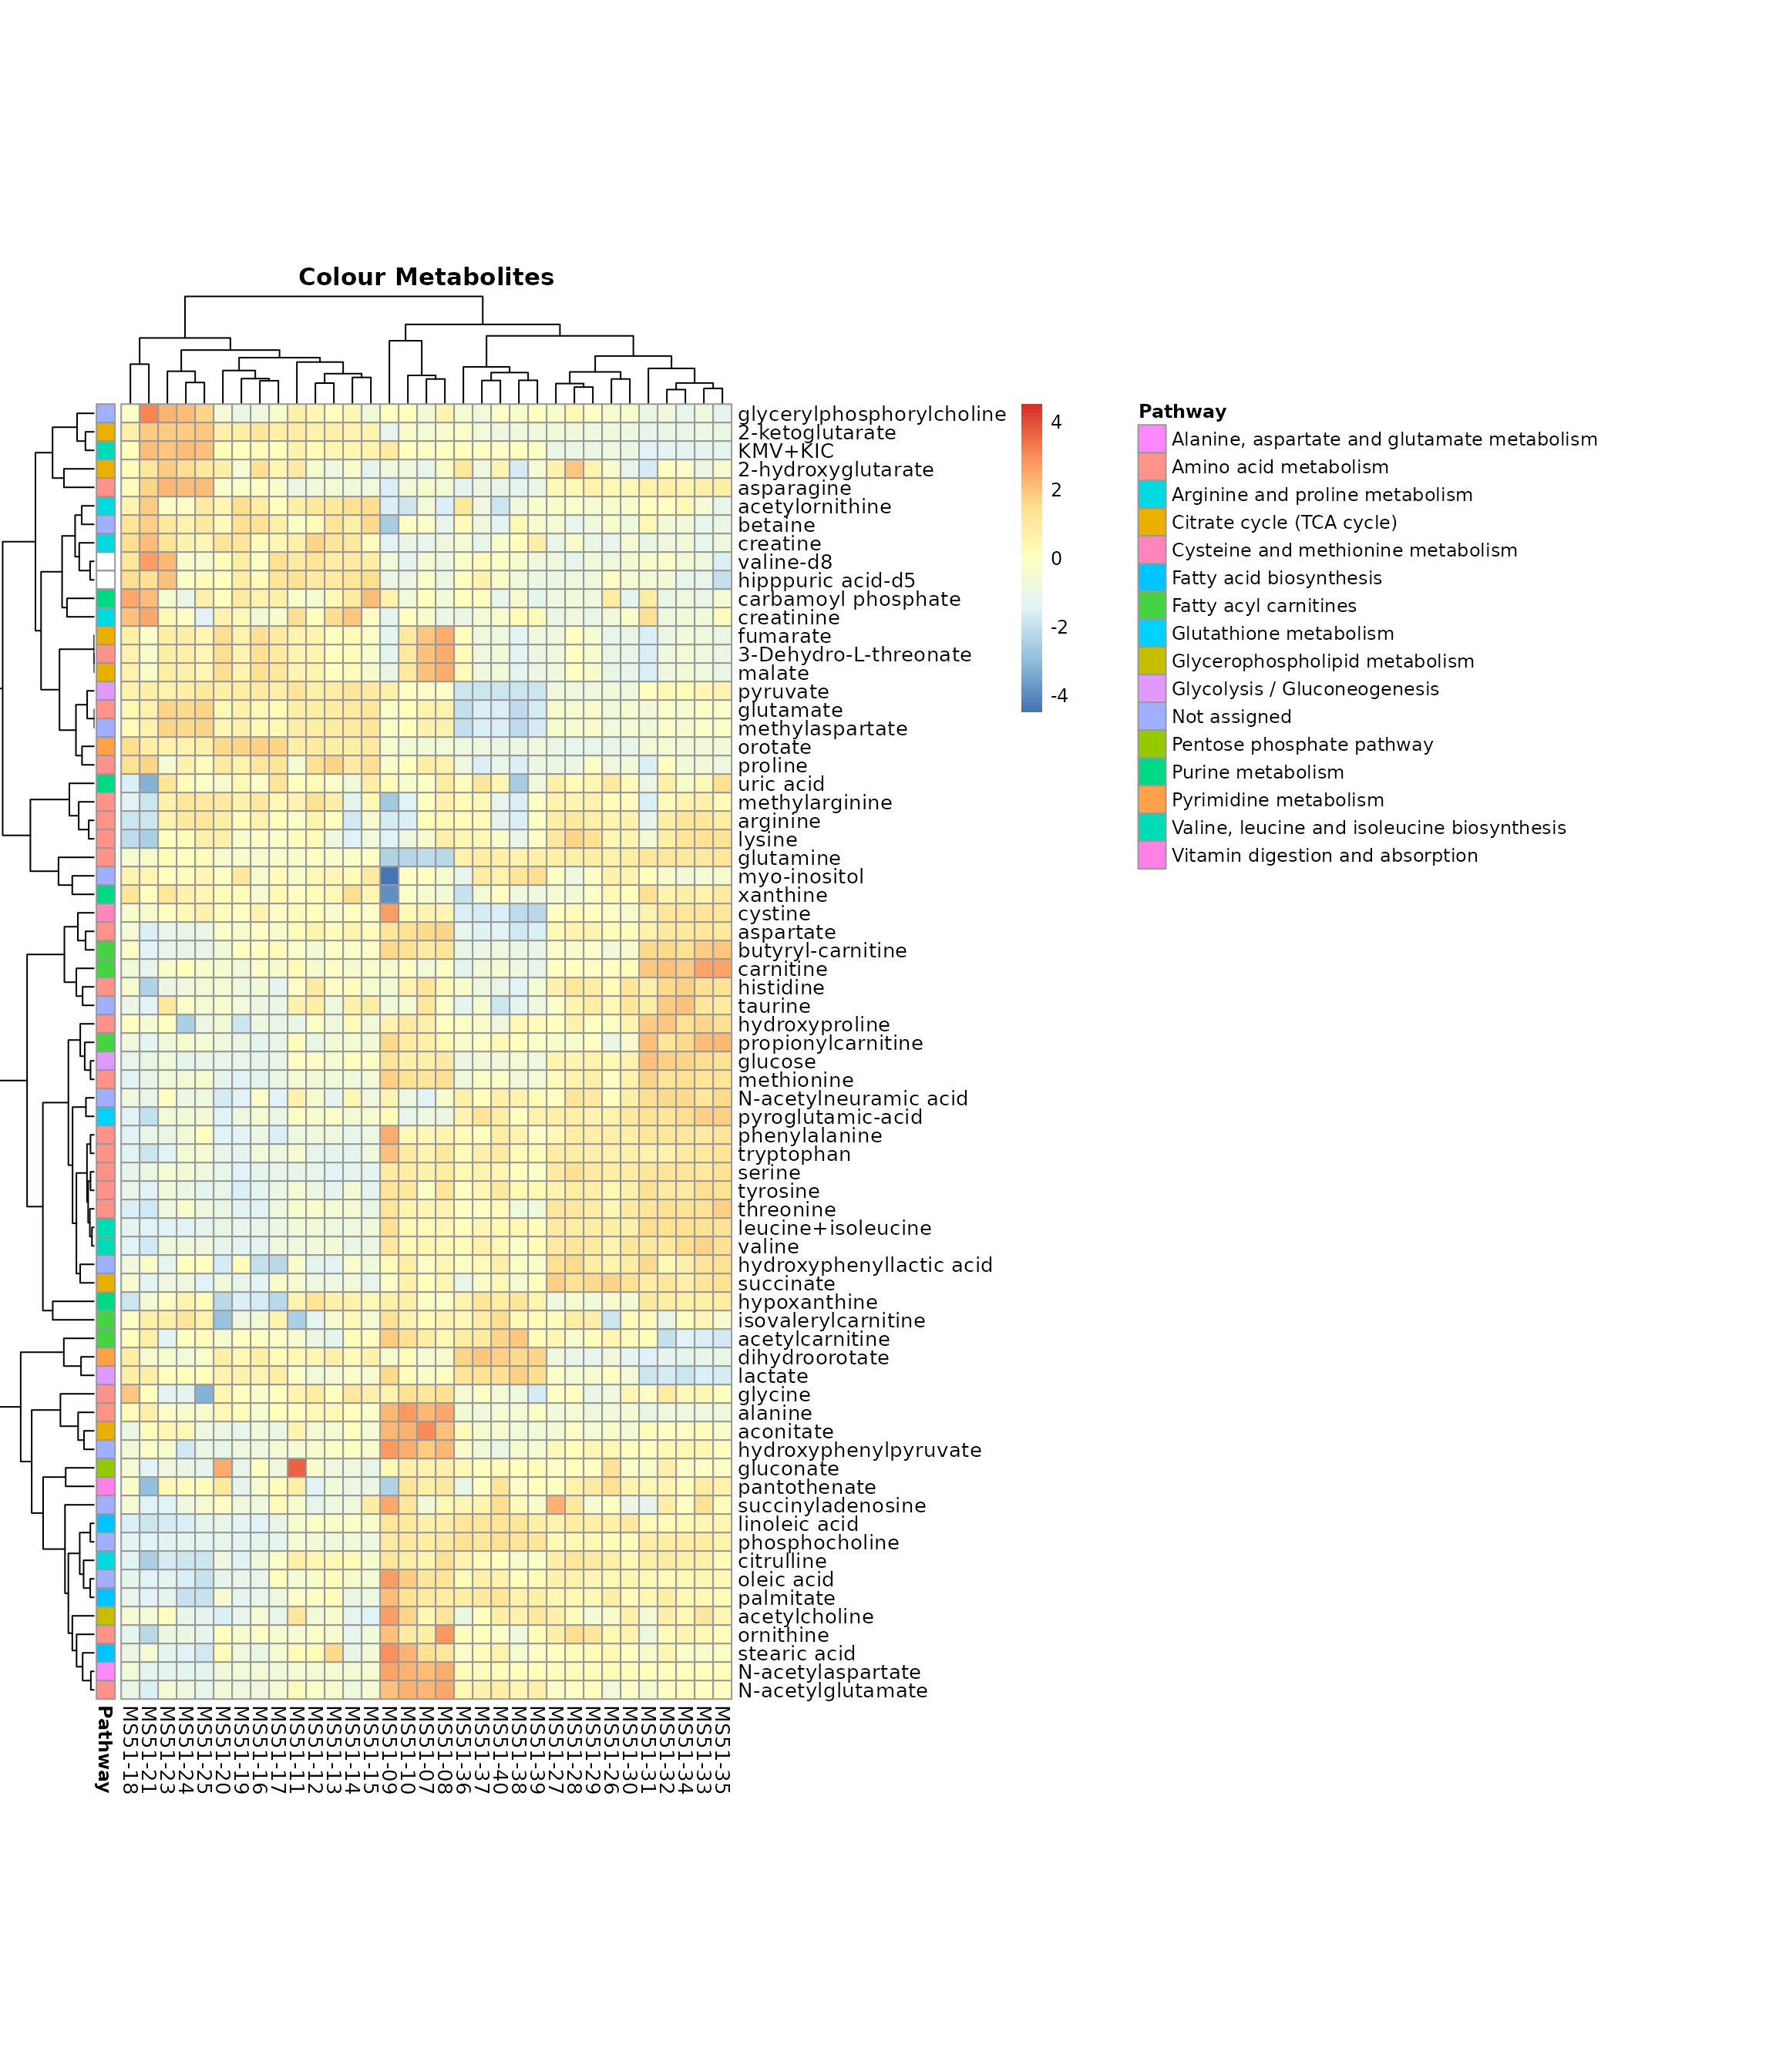 Colour Metabolites
glycerylphosphorylcholine
2-ketoglutarate
KMV+KIC
2-hydroxyglutarate
asparagine
acetylornithine
betaine
creatine
valine-d8
hipppuric acid-d5
carbamoyl phosphate
creatinine
fumarate
3-Dehydro-L-threonate
malate
pyruvate
glutamate
methylaspartate
orotate
proline
uric acid
methylarginine
arginine
lysine
glutamine
myo-inositol
xanthine
cystine
aspartate
butyryl-carnitine
carnitine
histidine
taurine
hydroxyproline
propionylcarnitine
glucose
methionine
N-acetylneuramic acid
pyroglutamic-acid
phenylalanine
tryptophan
serine
tyrosine
threonine
leucine+isoleucine
valine
hydroxyphenyllactic acid
succinate
hypoxanthine
isovalerylcarnitine
acetylcarnitine
dihydroorotate
lactate
glycine
alanine
aconitate
hydroxyphenylpyruvate
gluconate
pantothenate
succinyladenosine
linoleic acid
phosphocholine
citrulline
oleic acid
palmitate
acetylcholine
ornithine
stearic acid
N-acetylaspartate
N-acetylglutamate
4
2
0
-2
-4
Pathway
Alanine, aspartate and glutamate metabolism
Amino acid metabolism
Arginine and proline metabolism
Citrate cycle (TCA cycle)
Cysteine and methionine metabolism
Fatty acid biosynthesis
Fatty acyl carnitines
Glutathione metabolism
Glycerophospholipid metabolism
Glycolysis / Gluconeogenesis
Not assigned
Pentose phosphate pathway
Purine metabolism
Pyrimidine metabolism
Valine, leucine and isoleucine biosynthesis
Vitamin digestion and absorption
Pathway
MS51-18
MS51-21
MS51-23
MS51-24
MS51-25
MS51-20
MS51-19
MS51-16
MS51-17
MS51-11
MS51-12
MS51-13
MS51-14
MS51-15
MS51-09
MS51-10
MS51-07
MS51-08
MS51-36
MS51-37
MS51-40
MS51-38
MS51-39
MS51-27
MS51-28
MS51-29
MS51-26
MS51-30
MS51-31
MS51-32
MS51-34
MS51-33
MS51-35